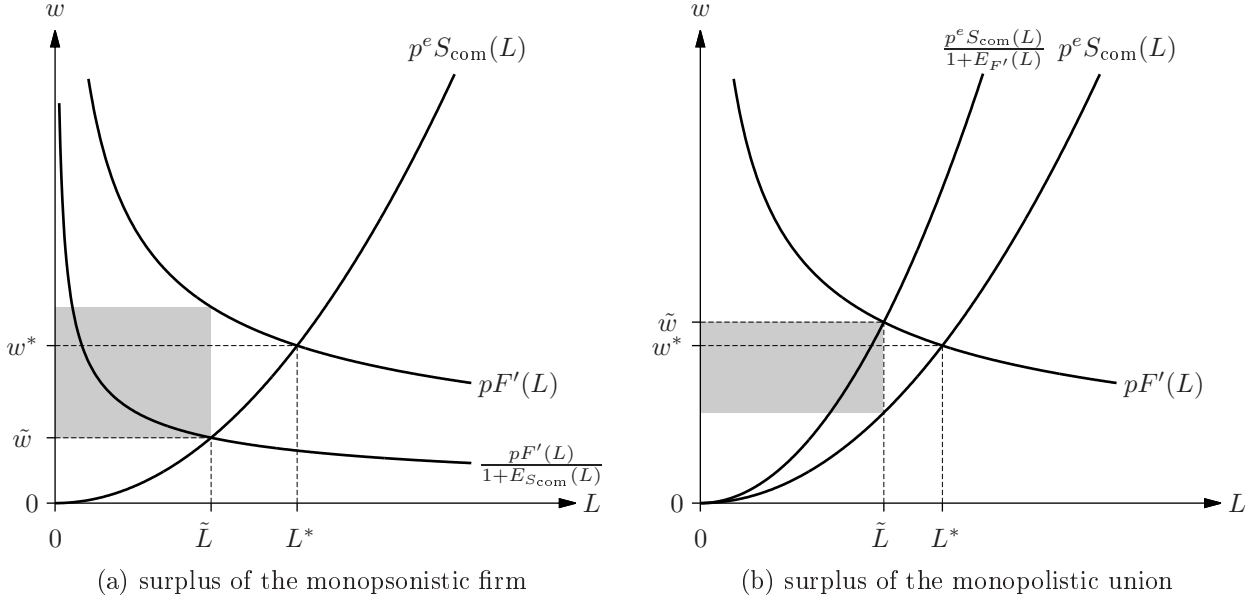 w
p^e S_com(L)
w*
w̃
0
pF′(L)
pF′(L)
1+E_{S_com}(L)
L
0
L̃
L*
(a) surplus of the monopsonistic firm
w
p^e S_com(L)
1+E_{F′}(L)
p^e S_com(L)
w̃
w*
0
pF′(L)
L
0
L̃
L*
(b) surplus of the monopolistic union